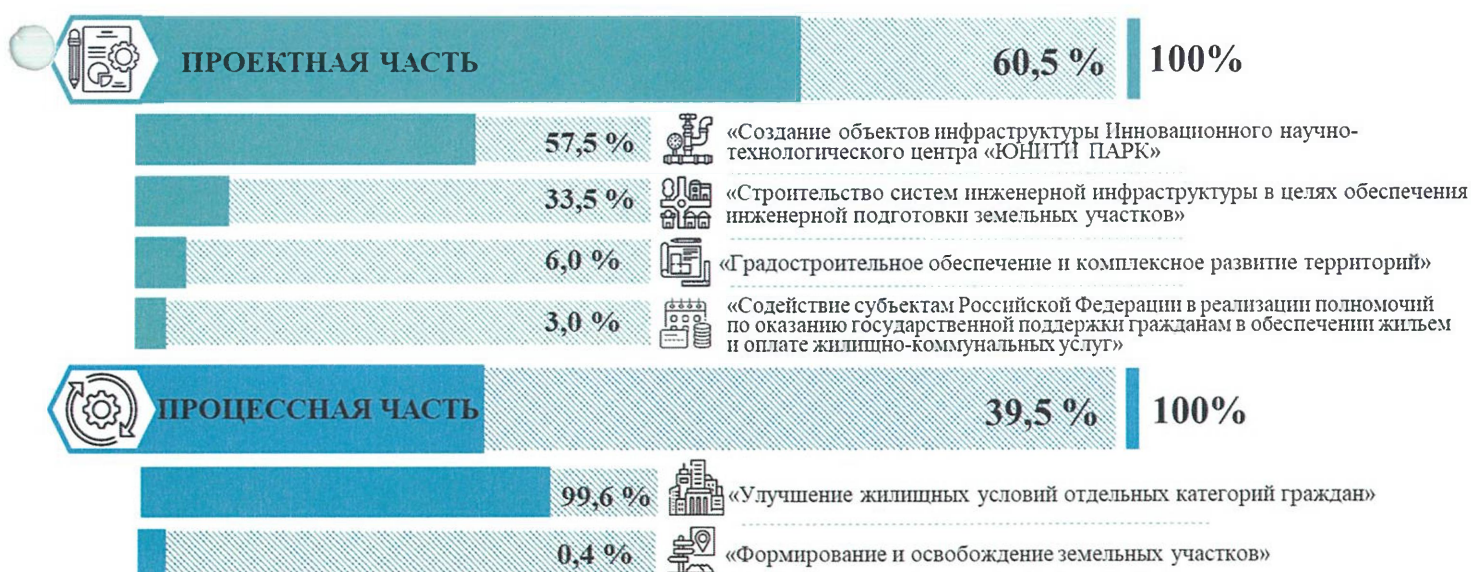 ПРОЕКТНАЯ ЧАСТЬ 60,5 % 100%
57,5 % «Создание объектов инфраструктуры Инновационного научно-
технологического центра «ЮНИТИ ПАРК»
33,5 % «Строительство систем инженерной инфраструктуры в целях обеспечения
инженерной подготовки земельных участков»
6,0 % «Градостроительное обеспечение и комплексное развитие территорий»
3,0 % «Содействие субъектам Российской Федерации в реализации полномочий
по оказанию государственной поддержки гражданам в обеспечении жильем
и оплате жилищно-коммунальных услуг»
ПРОЦЕССНАЯ ЧАСТЬ 39,5 % 100%
99,6 % «Улучшение жилищных условий отдельных категорий граждан»
0,4 % «Формирование и освобождение земельных участков»